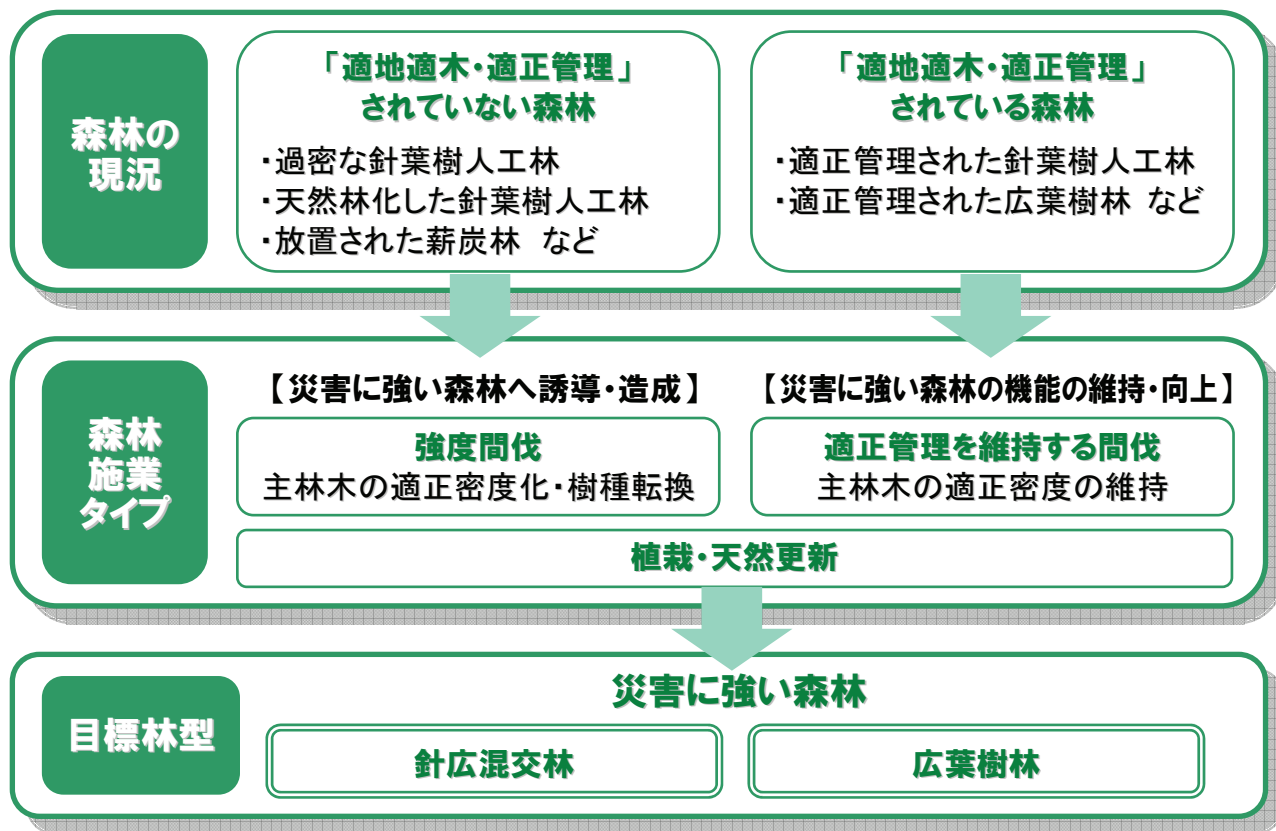 森林の
現況
「適地適木・適正管理」
されていない森林
・過密な針葉樹人工林
・天然林化した針葉樹人工林
・放置された薪炭林 など
「適地適木・適正管理」
されている森林
・適正管理された針葉樹人工林
・適正管理された広葉樹林 など
森林
施業
タイプ
【災害に強い森林へ誘導・造成】
強度間伐
主林木の適正密度化・樹種転換
【災害に強い森林の機能の維持・向上】
適正管理を維持する間伐
主林木の適正密度の維持
植栽・天然更新
目標林型
災害に強い森林
針広混交林
広葉樹林